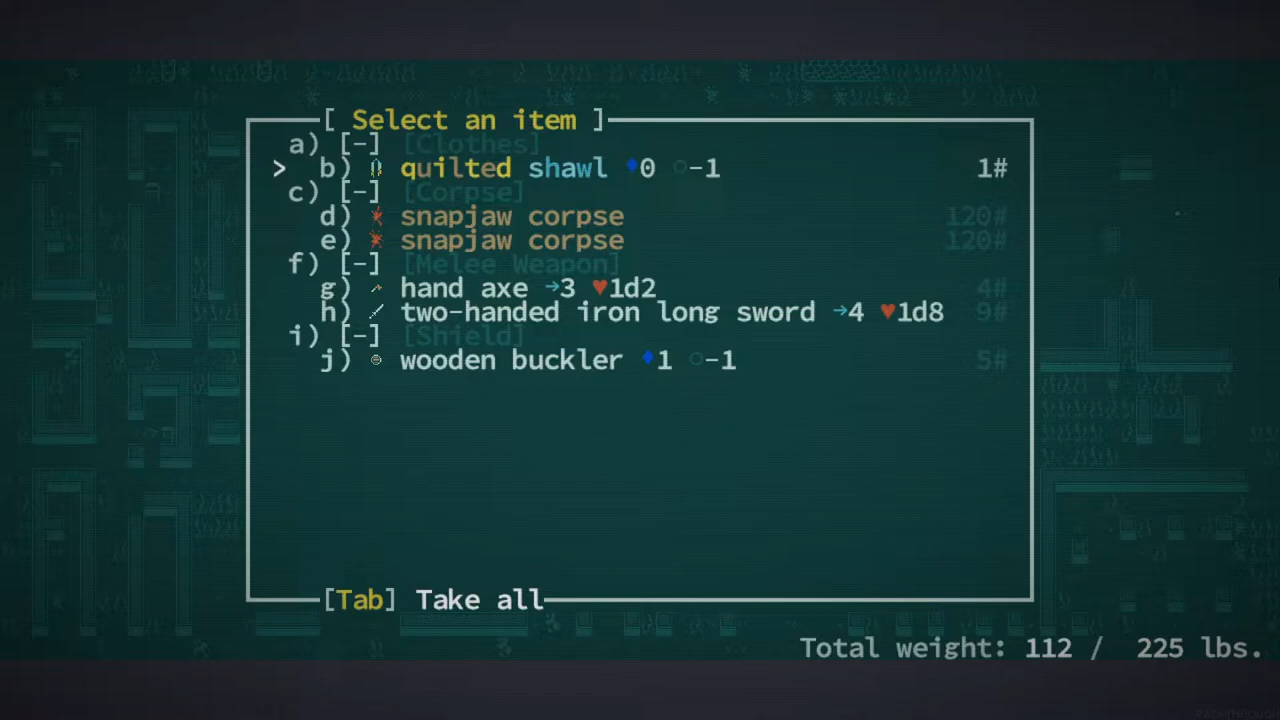 [ Select an item ]
a) [-] [Clothes]
> b) quilted shawl ♦0 ○-1 1#
c) [-] [Corpse]
d) snapjaw corpse 120#
e) snapjaw corpse 120#
f) [-] [Melee Weapon]
g) hand axe →3 ♥1d2 4#
h) two-handed iron long sword →4 ♥1d8 9#
i) [-] [Shield]
j) wooden buckler ♦1 ○-1 5#
[Tab] Take all
Total weight: 112 / 225 lbs.